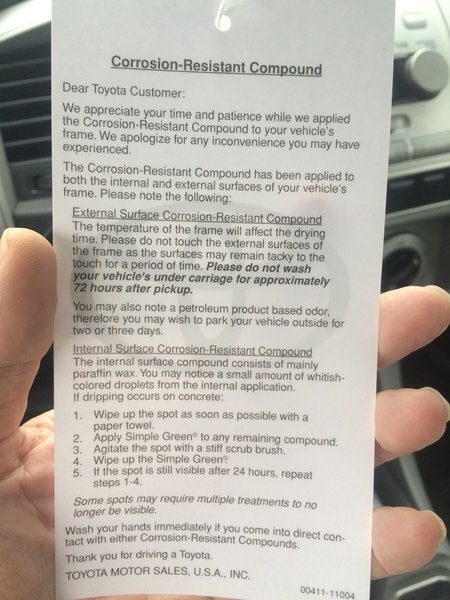 Corrosion-Resistant Compound
Dear Toyota Customer:
We appreciate your time and patience while we applied
the Corrosion-Resistant Compound to your vehicle's
frame. We apologize for any inconvenience you may have
experienced.
The Corrosion-Resistant Compound has been applied to
both the internal and external surfaces of your vehicle's
frame. Please note the following:
External Surface Corrosion-Resistant Compound
The temperature of the frame will affect the drying
time. Please do not touch the external surfaces of
the frame as the surfaces may remain tacky to the
touch for a period of time. Please do not wash
your vehicle's under carriage for approximately
72 hours after pickup.
You may also note a petroleum product based odor,
therefore you may wish to park your vehicle outside for
two or three days.
Internal Surface Corrosion-Resistant Compound
The internal surface compound consists of mainly
paraffin wax. You may notice a small amount of whitish-
colored droplets from the internal application.
If dripping occurs on concrete:
1. Wipe up the spot as soon as possible with a
paper towel.
2. Apply Simple Green® to any remaining compound.
3. Agitate the spot with a stiff scrub brush.
4. Wipe up the Simple Green®.
5. If the spot is still visible after 24 hours, repeat
steps 1-4.
Some spots may require multiple treatments to no
longer be visible.
Wash your hands immediately if you come into direct con-
tact with either Corrosion-Resistant Compounds.
Thank you for driving a Toyota.
TOYOTA MOTOR SALES, U.S.A., INC.
00411-11004